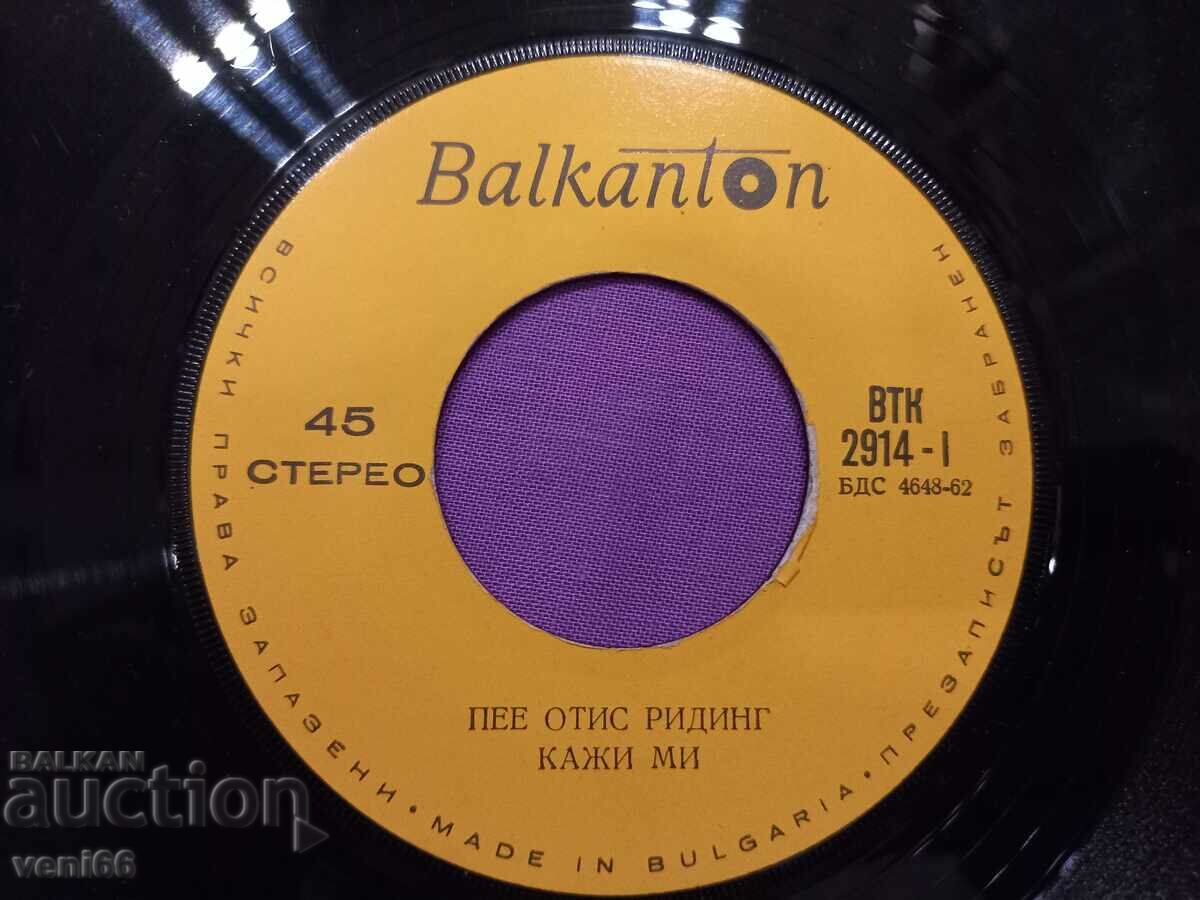 Balkanton
45
СТЕРЕО
ВТК
2914-I
БДС 4648-62
ПЕЕ ОТИС РИДИНГ
КАЖИ МИ
ВСИЧКИ ПРАВА ЗАПАЗЕНИ • MADE IN BULGARIA • ПРЕЗАПИСЪТ ЗАБРАНЕН
BALKAN
auction
veni66